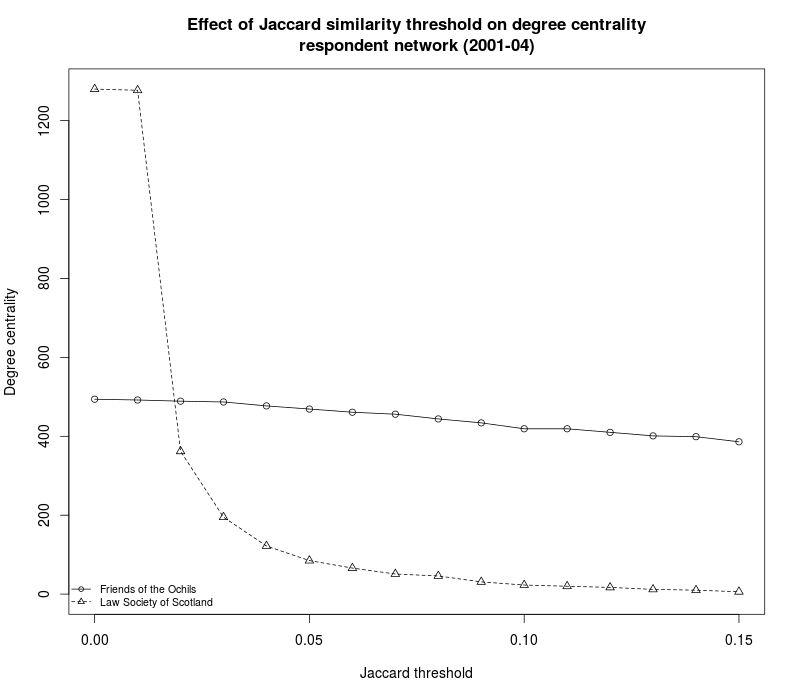 Effect of Jaccard similarity threshold on degree centrality
respondent network (2001-04)
Degree centrality
1200
1000
800
600
400
200
0
Friends of the Ochils
Law Society of Scotland
0.00 0.05 0.10 0.15
Jaccard threshold